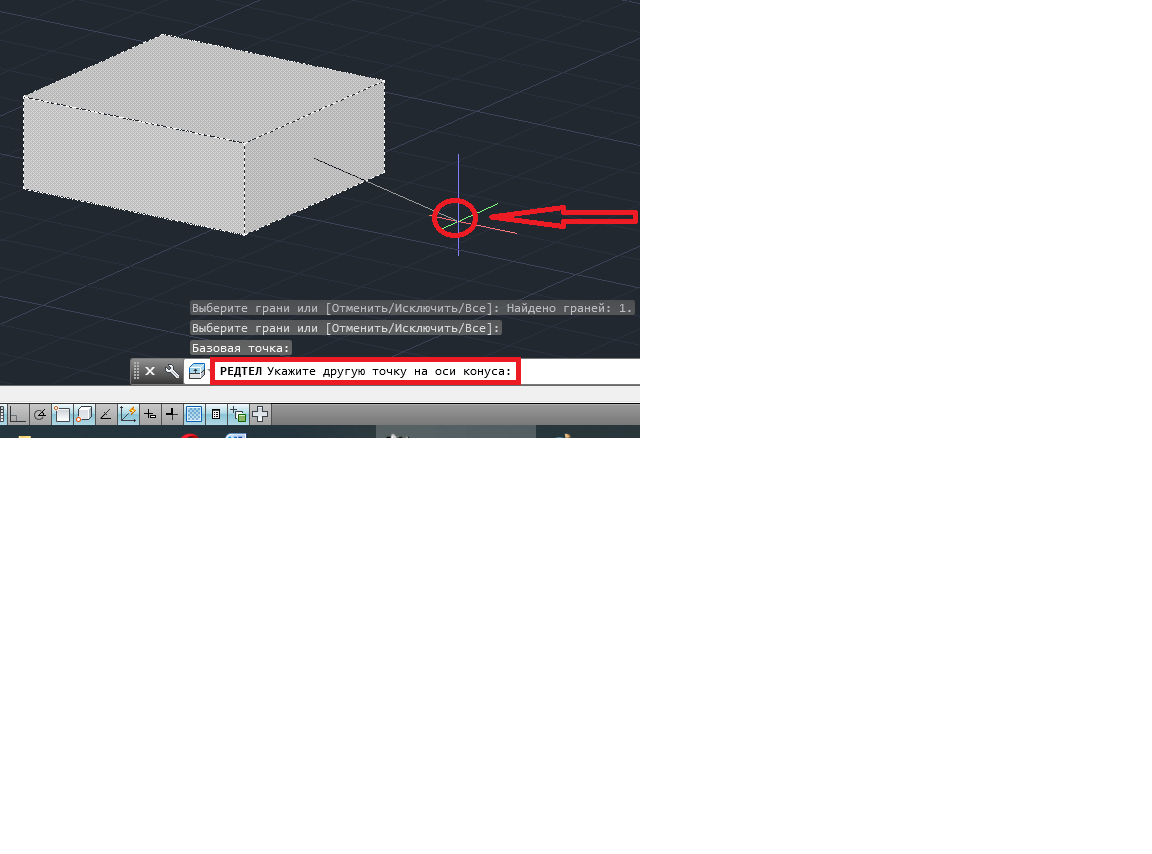 Выберите грани или [Отменить/Исключить/Все]: Найдено граней: 1.
Выберите грани или [Отменить/Исключить/Все]:
Базовая точка:
РЕДТЕЛ Укажите другую точку на оси конуса: